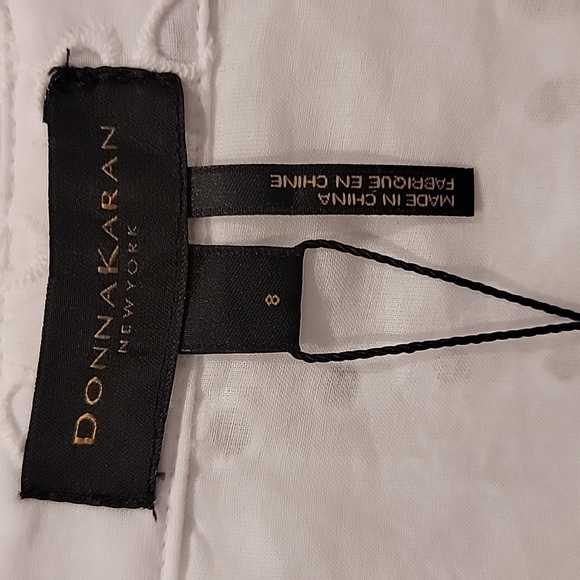 DONNAKARAN
NEWYORK
8
MADE IN CHINA
FABRIQUE EN CHINE